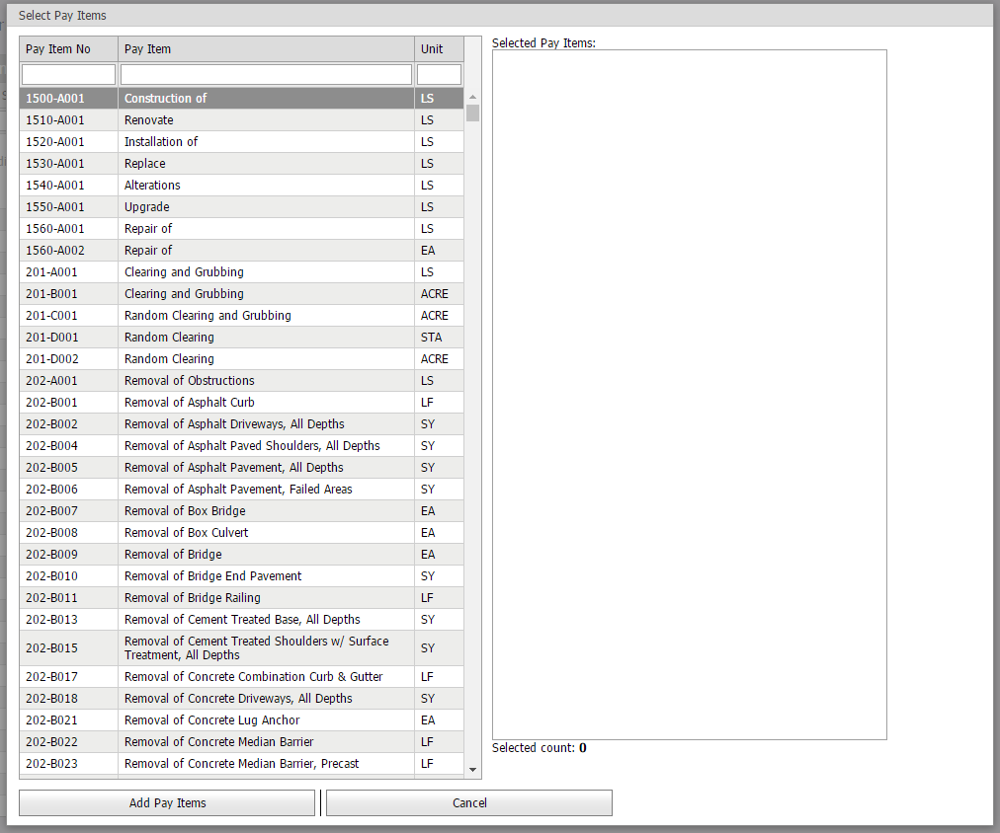 Select Pay Items
Pay Item No Pay Item Unit
Selected Pay Items:
1500-A001 Construction of LS
1510-A001 Renovate LS
1520-A001 Installation of LS
1530-A001 Replace LS
1540-A001 Alterations LS
1550-A001 Upgrade LS
1560-A001 Repair of LS
1560-A002 Repair of EA
201-A001 Clearing and Grubbing LS
201-B001 Clearing and Grubbing ACRE
201-C001 Random Clearing and Grubbing ACRE
201-D001 Random Clearing STA
201-D002 Random Clearing ACRE
202-A001 Removal of Obstructions LS
202-B001 Removal of Asphalt Curb LF
202-B002 Removal of Asphalt Driveways, All Depths SY
202-B004 Removal of Asphalt Paved Shoulders, All Depths SY
202-B005 Removal of Asphalt Pavement, All Depths SY
202-B006 Removal of Asphalt Pavement, Failed Areas SY
202-B007 Removal of Box Bridge EA
202-B008 Removal of Box Culvert EA
202-B009 Removal of Bridge EA
202-B010 Removal of Bridge End Pavement SY
202-B011 Removal of Bridge Railing LF
202-B013 Removal of Cement Treated Base, All Depths SY
202-B015 Removal of Cement Treated Shoulders w/ Surface
Treatment, All Depths SY
202-B017 Removal of Concrete Combination Curb & Gutter LF
202-B018 Removal of Concrete Driveways, All Depths SY
202-B021 Removal of Concrete Lug Anchor EA
202-B022 Removal of Concrete Median Barrier LF
202-B023 Removal of Concrete Median Barrier, Precast LF
Selected count: 0
Add Pay Items
Cancel